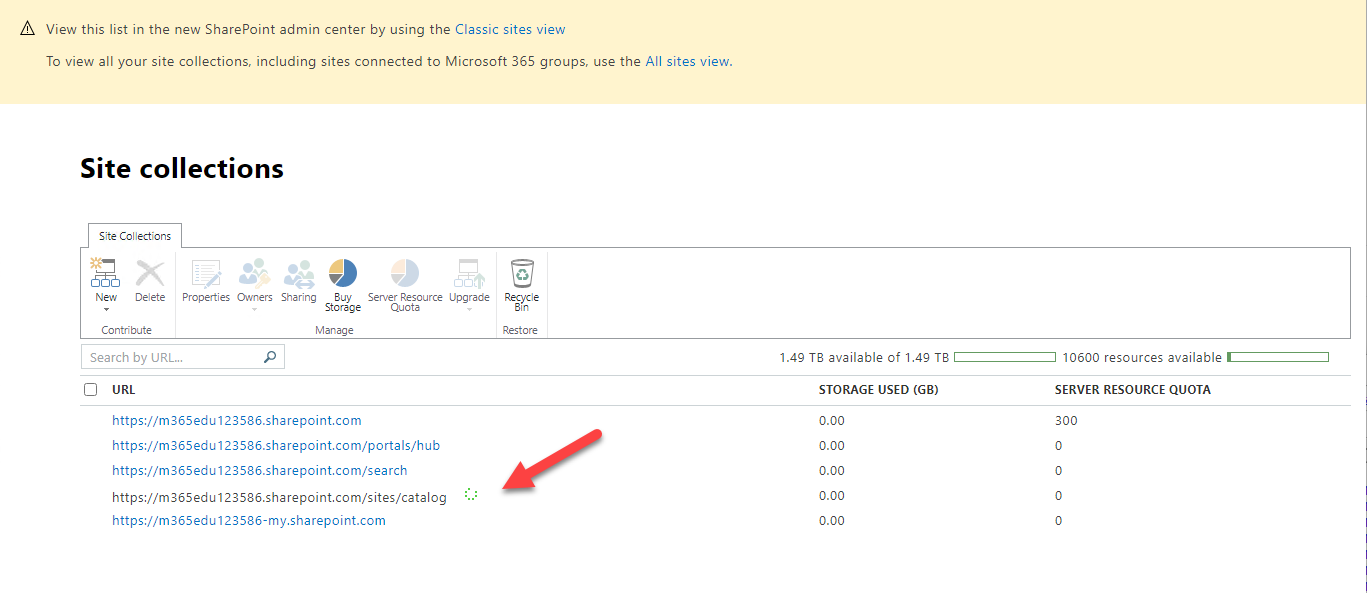 View this list in the new SharePoint admin center by using the Classic sites view
To view all your site collections, including sites connected to Microsoft 365 groups, use the All sites view.
Site collections
Site Collections
New
Delete
Properties
Owners
Sharing
Buy
Storage
Server Resource
Quota
Upgrade
Recycle
Bin
Contribute
Manage
Restore
Search by URL...
1.49 TB available of 1.49 TB
10600 resources available
URL STORAGE USED (GB) SERVER RESOURCE QUOTA
https://m365edu123586.sharepoint.com 0.00 300
https://m365edu123586.sharepoint.com/portals/hub 0.00 0
https://m365edu123586.sharepoint.com/search 0.00 0
https://m365edu123586.sharepoint.com/sites/catalog 0.00 0
https://m365edu123586-my.sharepoint.com 0.00 0